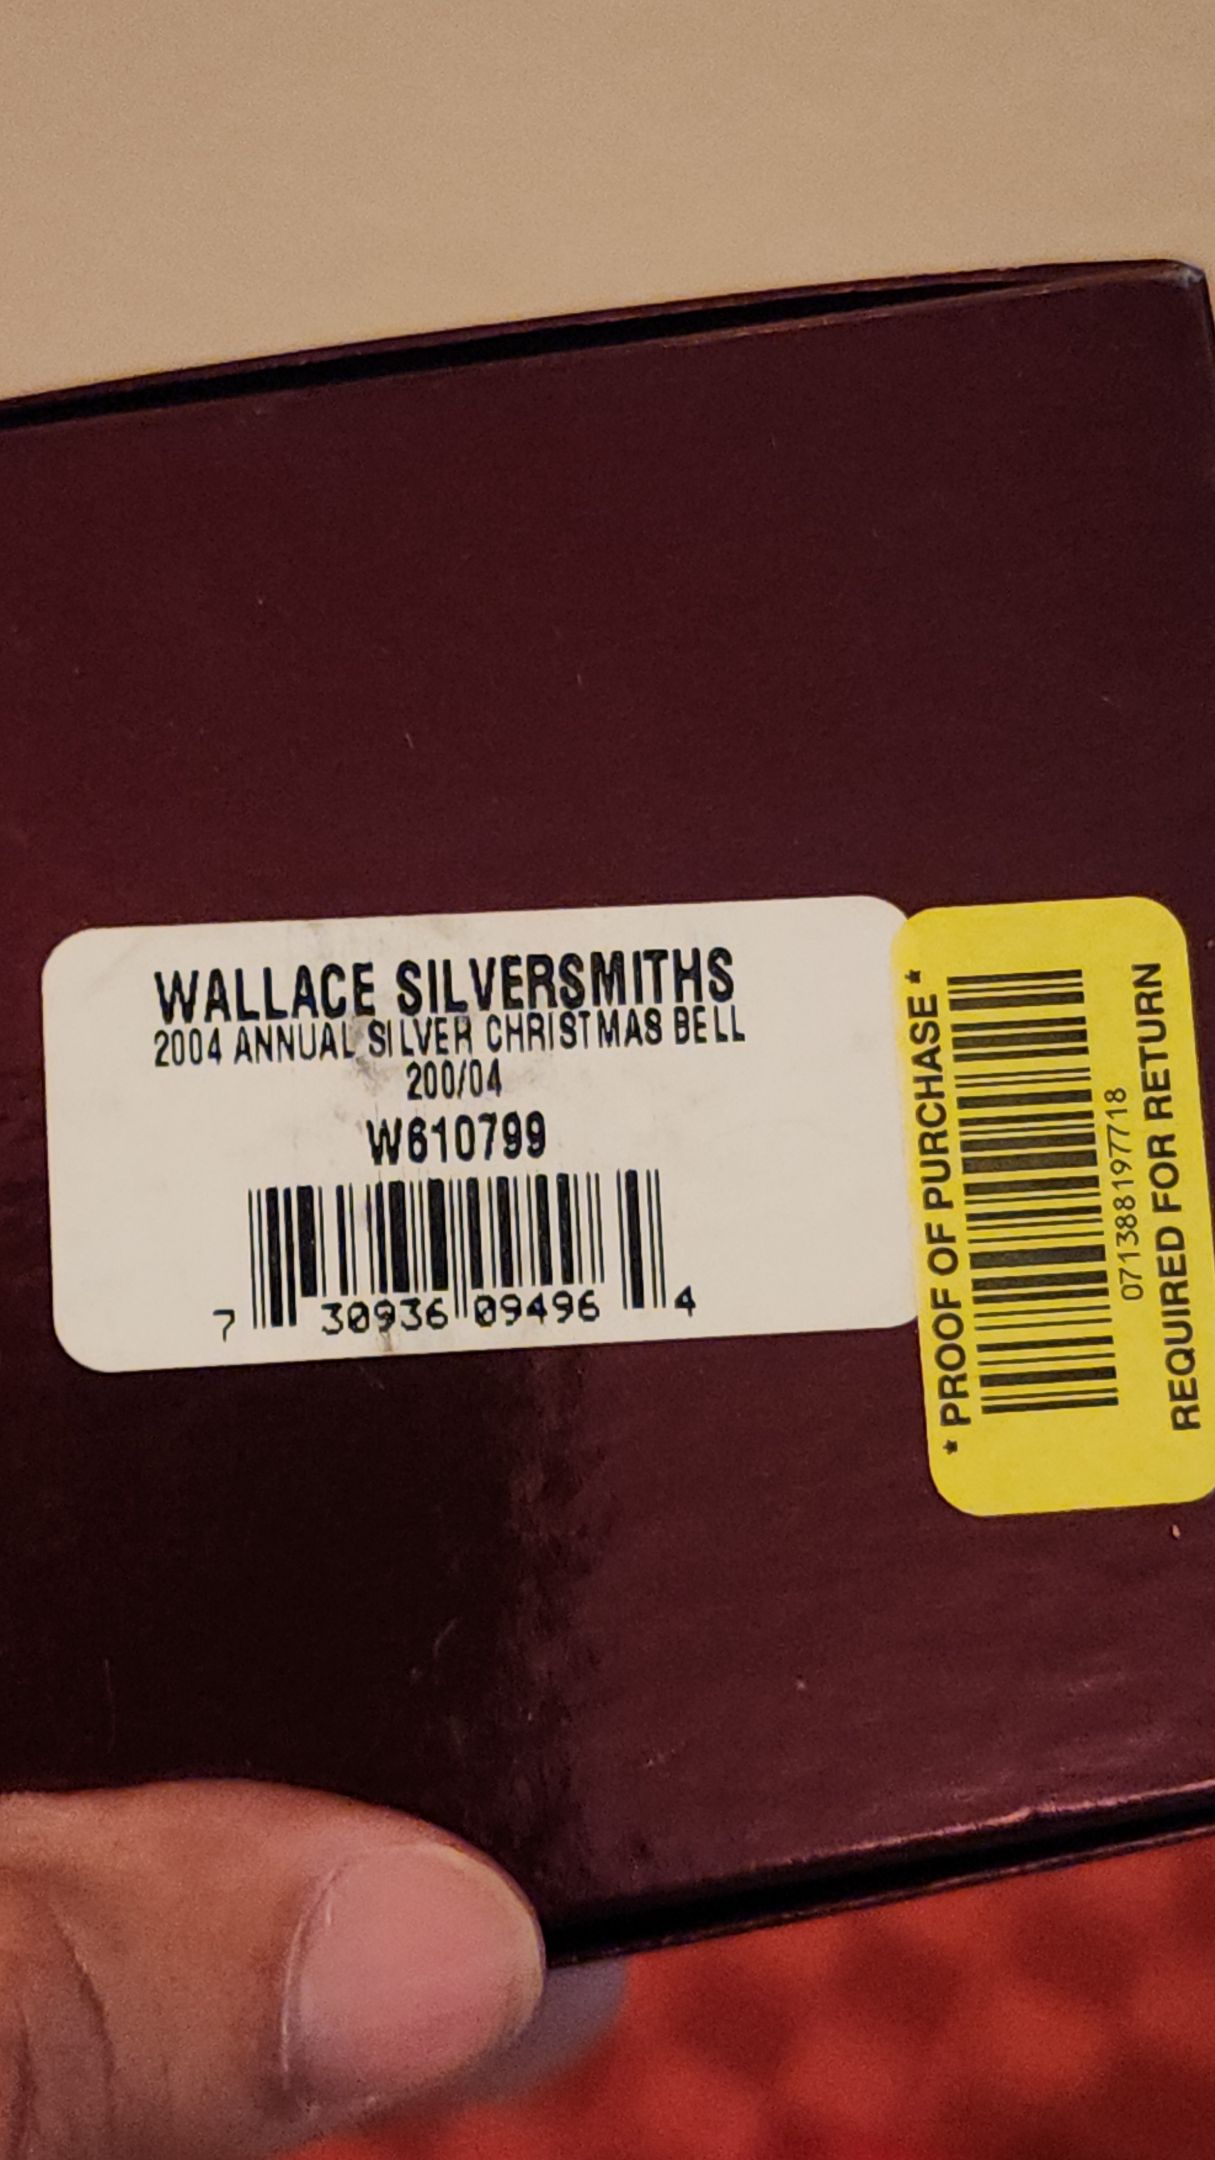 WALLACE SILVERSMITHS
2004 ANNUAL SILVER CHRISTMAS BELL
200/04
W610799
7 30936 09496 4
* PROOF OF PURCHASE *
071388197718
REQUIRED FOR RETURN